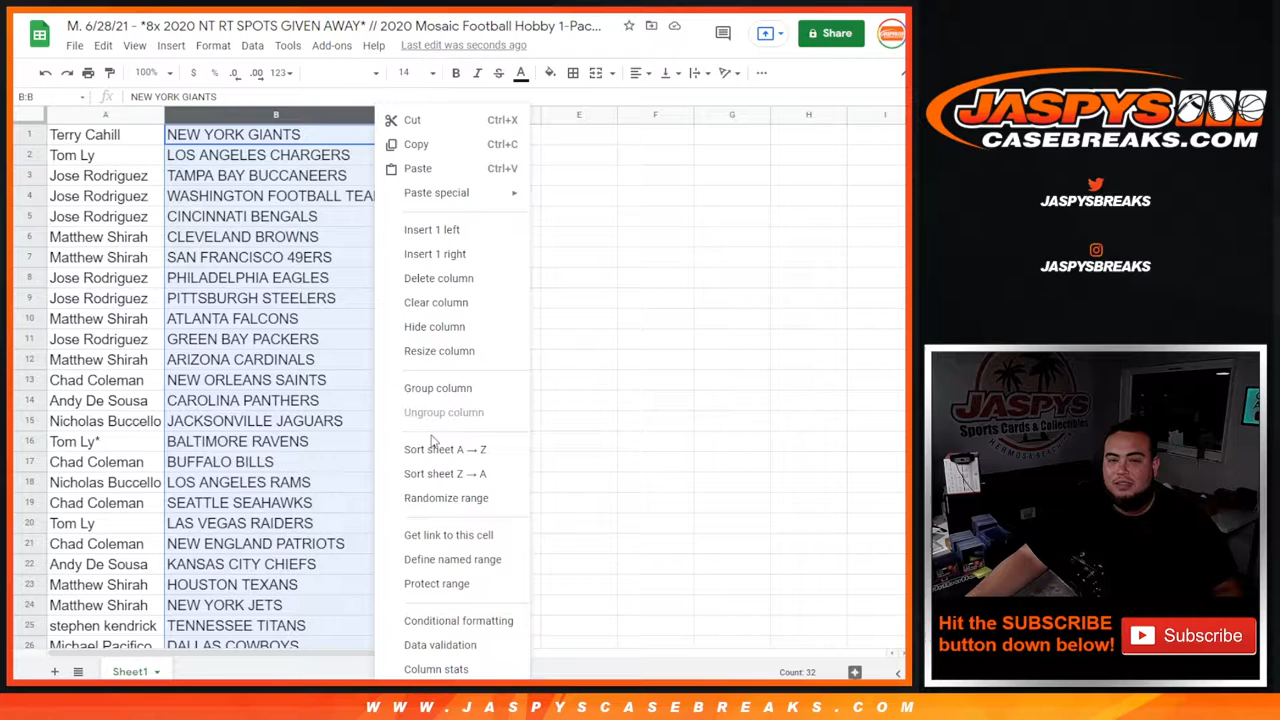 M. 6/28/21 - *8x 2020 NT RT SPOTS GIVEN AWAY* // 2020 Mosaic Football Hobby 1-Pac...
Share
File Edit View Insert Format Data Tools Add-ons Help Last edit was seconds ago
100% $ % .0 .00 123 14 B I S A
B:B fx NEW YORK GIANTS
A B E F G H I
1 Terry Cahill NEW YORK GIANTS
2 Tom Ly LOS ANGELES CHARGERS
3 Jose Rodriguez TAMPA BAY BUCCANEERS
4 Jose Rodriguez WASHINGTON FOOTBALL TEA
5 Jose Rodriguez CINCINNATI BENGALS
6 Matthew Shirah CLEVELAND BROWNS
7 Matthew Shirah SAN FRANCISCO 49ERS
8 Jose Rodriguez PHILADELPHIA EAGLES
9 Jose Rodriguez PITTSBURGH STEELERS
10 Matthew Shirah ATLANTA FALCONS
11 Jose Rodriguez GREEN BAY PACKERS
12 Matthew Shirah ARIZONA CARDINALS
13 Chad Coleman NEW ORLEANS SAINTS
14 Andy De Sousa CAROLINA PANTHERS
15 Nicholas Buccello JACKSONVILLE JAGUARS
16 Tom Ly* BALTIMORE RAVENS
17 Chad Coleman BUFFALO BILLS
18 Nicholas Buccello LOS ANGELES RAMS
19 Chad Coleman SEATTLE SEAHAWKS
20 Tom Ly LAS VEGAS RAIDERS
21 Chad Coleman NEW ENGLAND PATRIOTS
22 Andy De Sousa KANSAS CITY CHIEFS
23 Matthew Shirah HOUSTON TEXANS
24 Matthew Shirah NEW YORK JETS
25 stephen kendrick TENNESSEE TITANS
26 Michael Pacifico DALLAS COWBOYS
Cut Ctrl+X
Copy Ctrl+C
Paste Ctrl+V
Paste special
Insert 1 left
Insert 1 right
Delete column
Clear column
Hide column
Resize column
Group column
Ungroup column
Sort sheet A → Z
Sort sheet Z → A
Randomize range
Get link to this cell
Define named range
Protect range
Conditional formatting
Data validation
Column stats
Sheet1
Count: 32
JASPYS
CASEBREAKS.COM
JASPYSBREAKS
JASPYSBREAKS
JASPYS
Sports Cards & Collectibles
HERMOSA BEACH
Hit the SUBSCRIBE
button down below!
Subscribe
WWW.JASPYSCASEBREAKS.COM